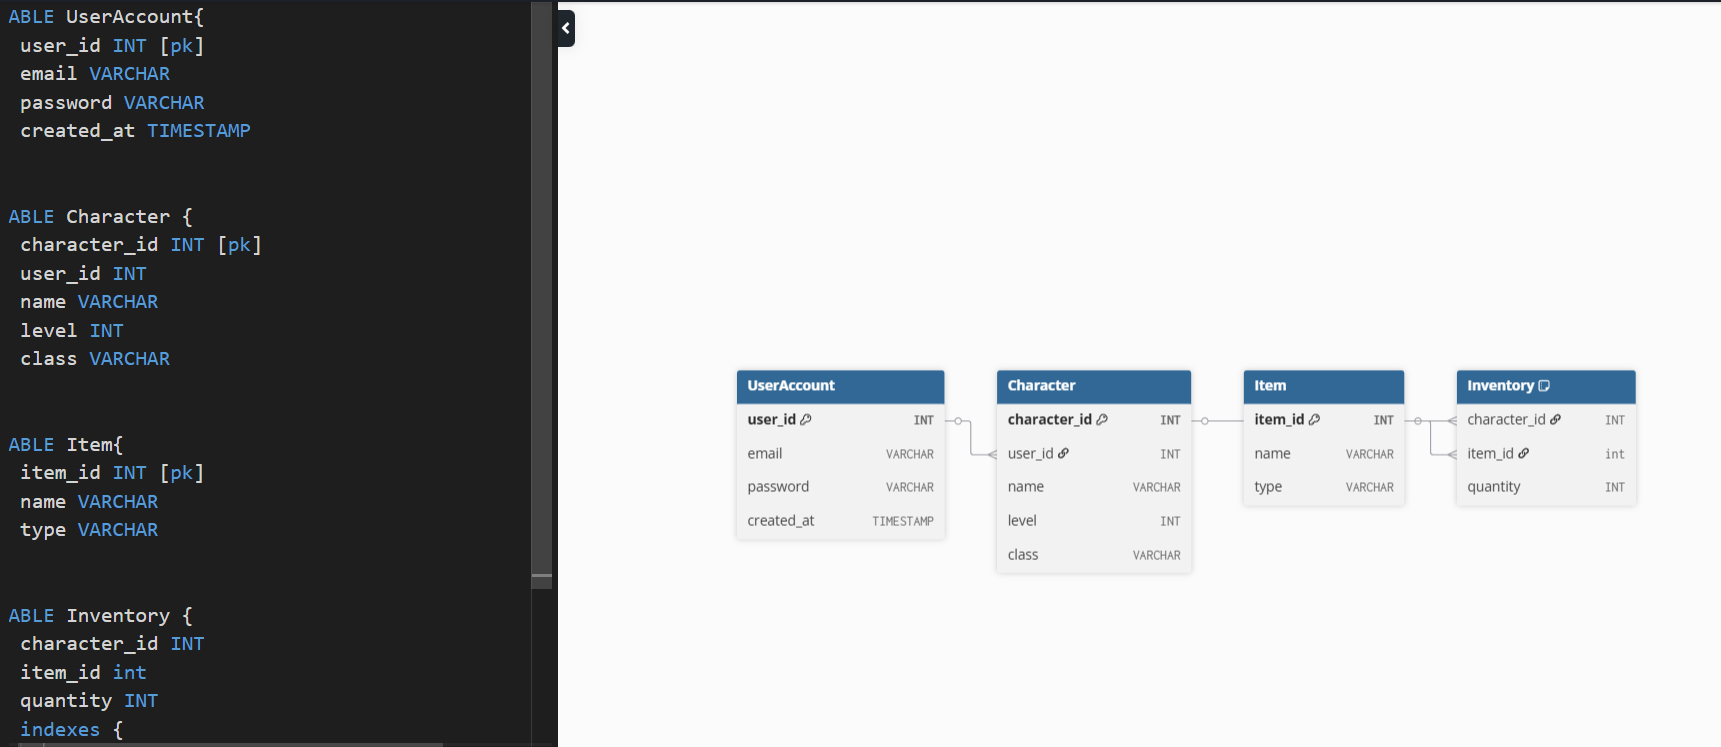 ABLE UserAccount{
user_id INT [pk]
email VARCHAR
password VARCHAR
created_at TIMESTAMP
ABLE Character {
character_id INT [pk]
user_id INT
name VARCHAR
level INT
class VARCHAR
ABLE Item{
item_id INT [pk]
name VARCHAR
type VARCHAR
ABLE Inventory {
character_id INT
item_id int
quantity INT
indexes {
UserAccount
user_id INT
email VARCHAR
password VARCHAR
created_at TIMESTAMP
Character
character_id INT
user_id INT
name VARCHAR
level INT
class VARCHAR
Item
item_id INT
name VARCHAR
type VARCHAR
Inventory
character_id INT
item_id int
quantity INT